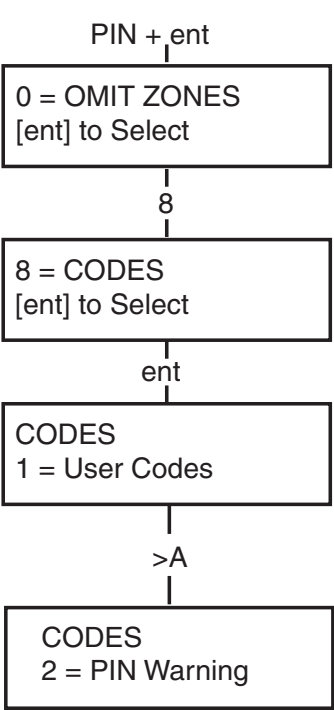 PIN + ent
0 = OMIT ZONES
[ent] to Select
8
8 = CODES
[ent] to Select
ent
CODES
1 = User Codes
>A
CODES
2 = PIN Warning